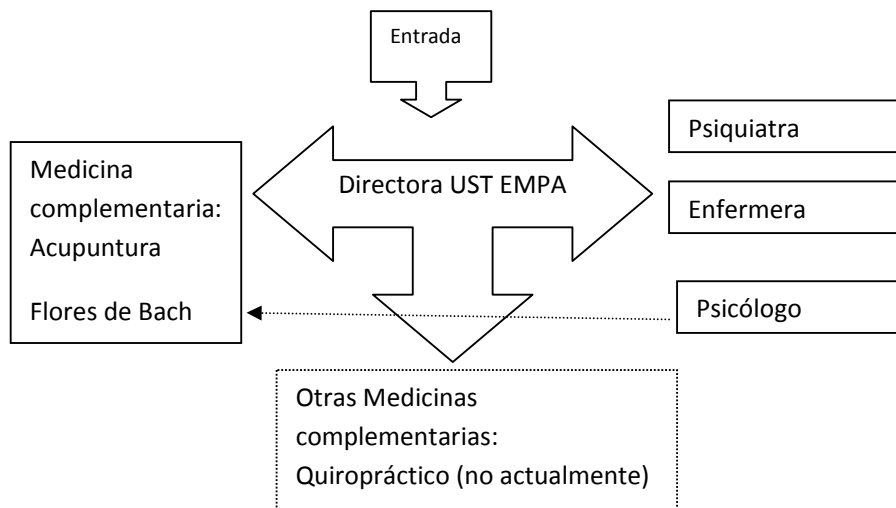 Entrada
Medicina
complementaria:
Acupuntura
Flores de Bach
Directora UST EMPA
Psiquiatra
Enfermera
Psicólogo
Otras Medicinas
complementarias:
Quiropráctico (no actualmente)